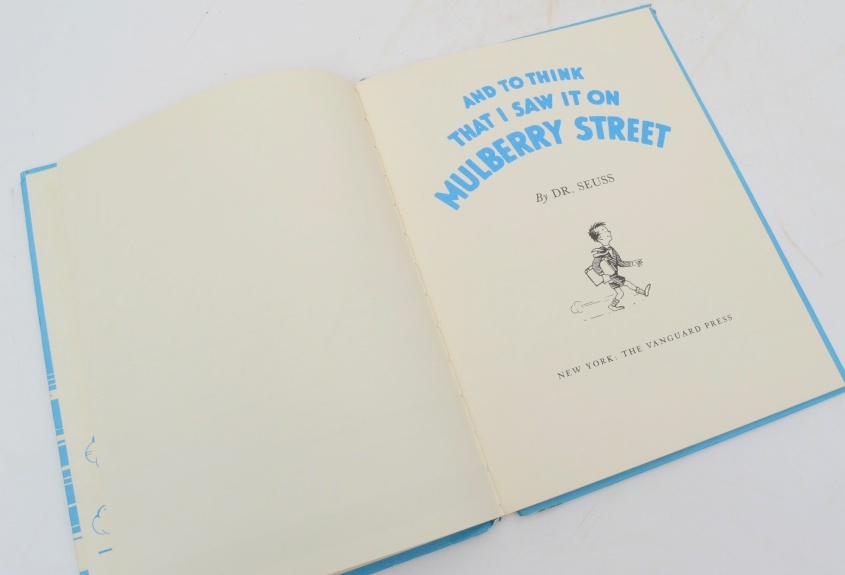 AND TO THINK
THAT I SAW IT ON
MULBERRY STREET
By DR. SEUSS
NEW YORK: THE VANGUARD PRESS